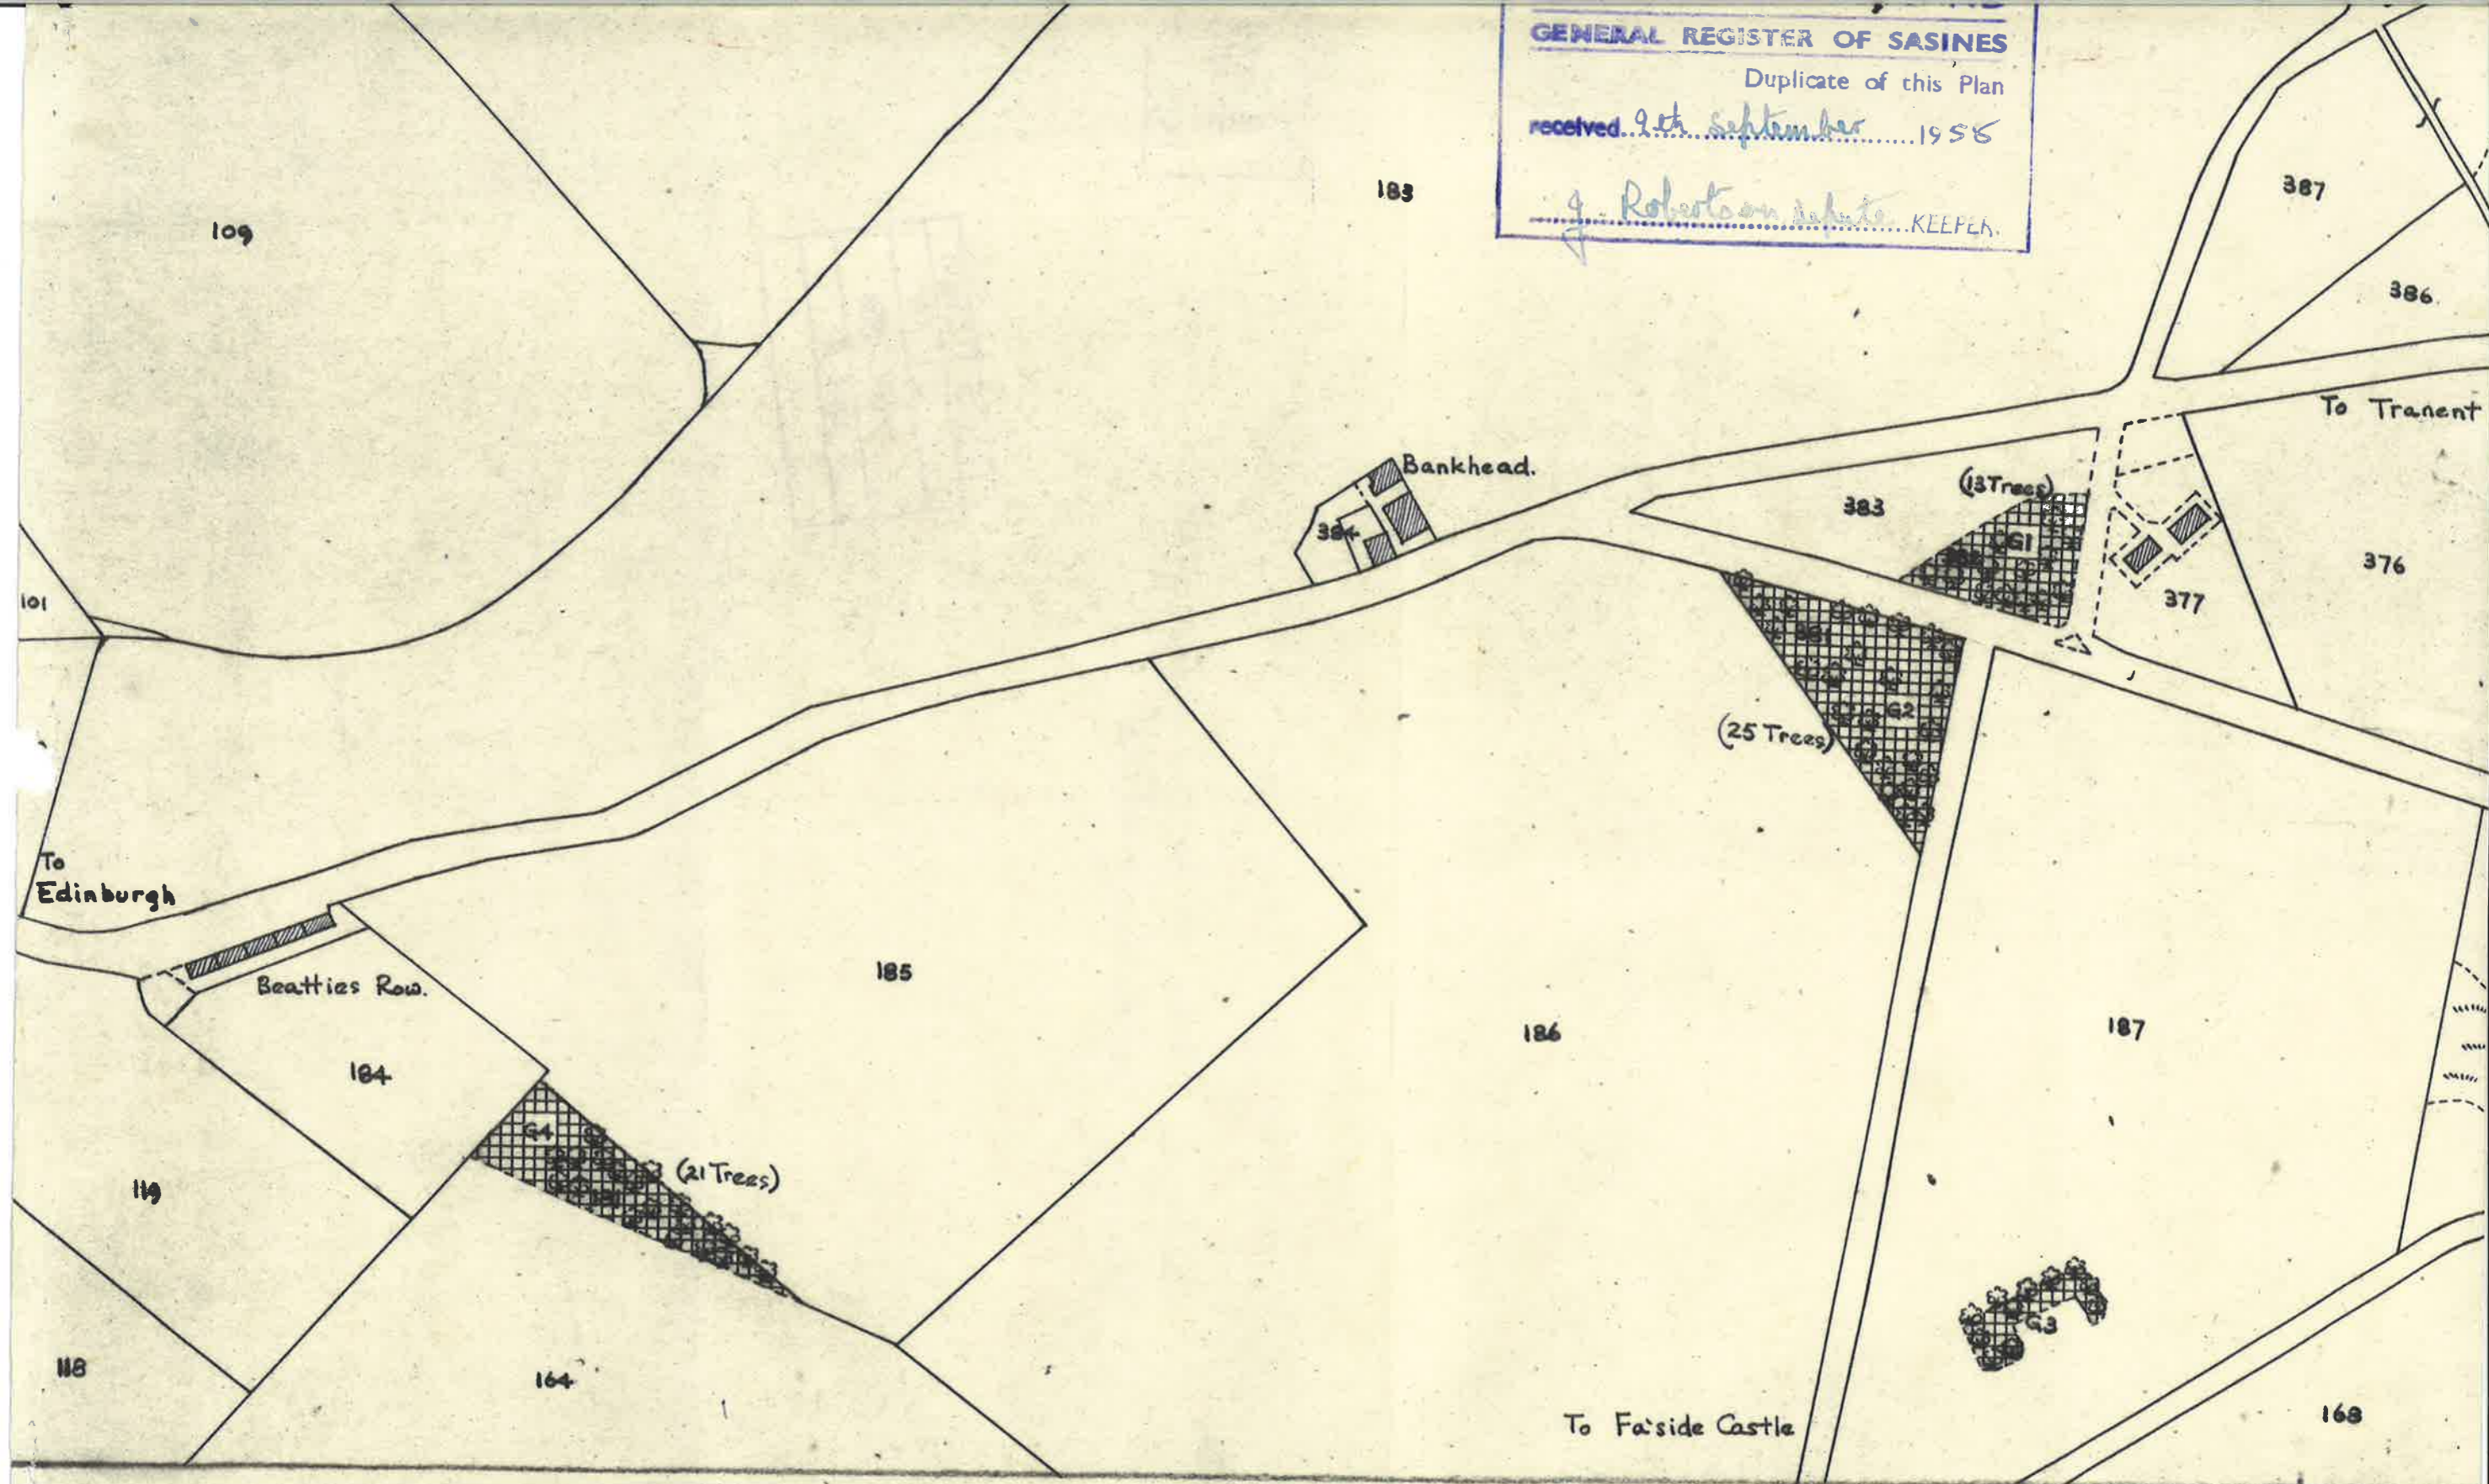 GENERAL REGISTER OF SASINES
Duplicate of this Plan
received 9th September 1958
J. Robertson depute KEEPER.
109
183
387
386
To Tranent
Bankhead.
384
383
(13 Trees)
G1
376
377
101
G2
(25 Trees)
To
Edinburgh
Beatties Row.
185
186
187
184
G4
(21 Trees)
119
G3
118
164
To Fa'side Castle
168